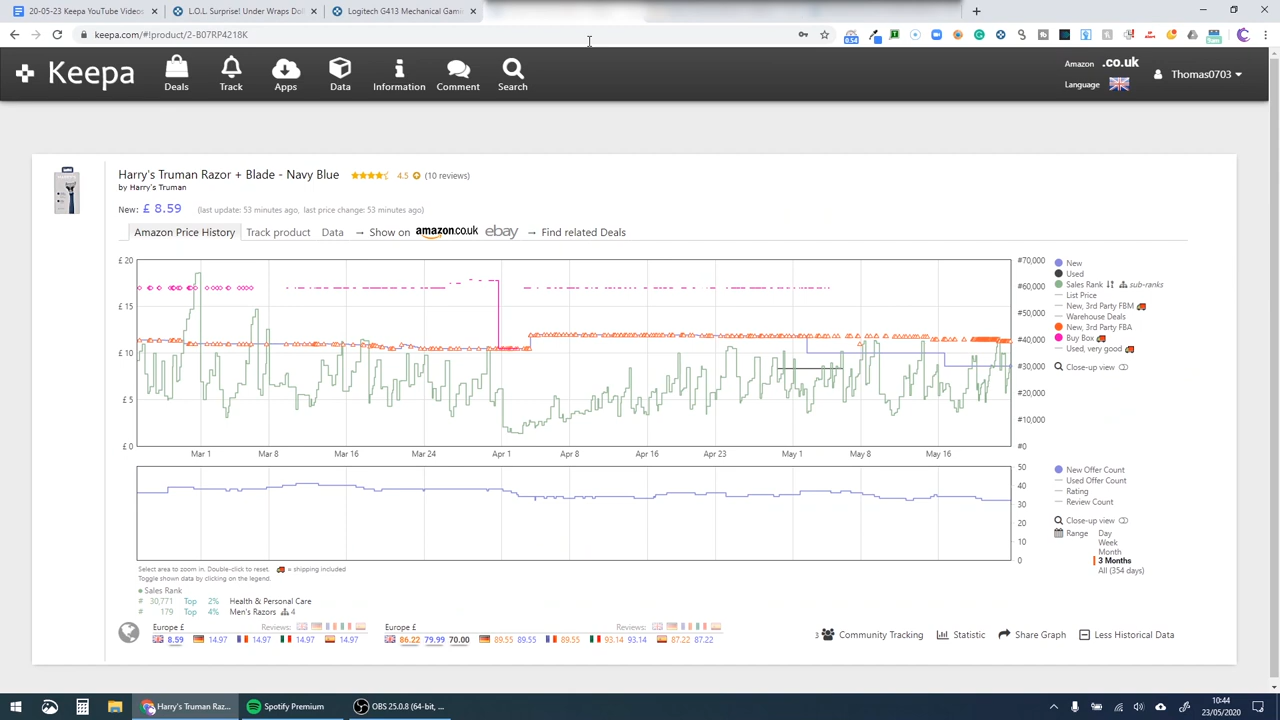 20-05-23 Keepa YouTube Videos
L.O.L. Surprise! Under Wraps Doll
Logitech G413 Mechanical Gami
keepa.com/#!product/2-B07RP4218K
0.54
Keepa
Deals
Track
Apps
Data
Information
Comment
Search
Amazon .co.uk
Language
Thomas0703
Harry's Truman Razor + Blade - Navy Blue 4.5 (10 reviews)
by Harry's Truman
New: £ 8.59 (last update: 53 minutes ago, last price change: 53 minutes ago)
Amazon Price History Track product Data → Show on amazon.co.uk ebay → Find related Deals
£ 20
£ 15
£ 10
£ 5
£ 0
#70,000
#60,000
#50,000
#40,000
#30,000
#20,000
#10,000
#0
Mar 1 Mar 8 Mar 16 Mar 24 Apr 1 Apr 8 Apr 16 Apr 23 May 1 May 8 May 16
New
Used
Sales Rank sub-ranks
List Price
New, 3rd Party FBM
Warehouse Deals
New, 3rd Party FBA
Buy Box
Used, very good
Close-up view
50
40
30
20
10
0
New Offer Count
Used Offer Count
Rating
Review Count
Close-up view
Range Day
Week
Month
3 Months
All (354 days)
Select area to zoom in. Double-click to reset. = shipping included
Toggle shown data by clicking on the legend.
Sales Rank
# 30,771 Top 2% Health & Personal Care
# 179 Top 4% Men's Razors 4
Europe £ Reviews:
8.59 14.97 14.97 14.97 14.97
Europe £ Reviews:
86.22 79.99 70.00 89.55 89.55 89.55 93.14 93.14 87.22 87.22
3 Community Tracking Statistic Share Graph Less Historical Data
Harry's Truman Raz...
Spotify Premium
OBS 25.0.8 (64-bit, ...
10:44
23/05/2020